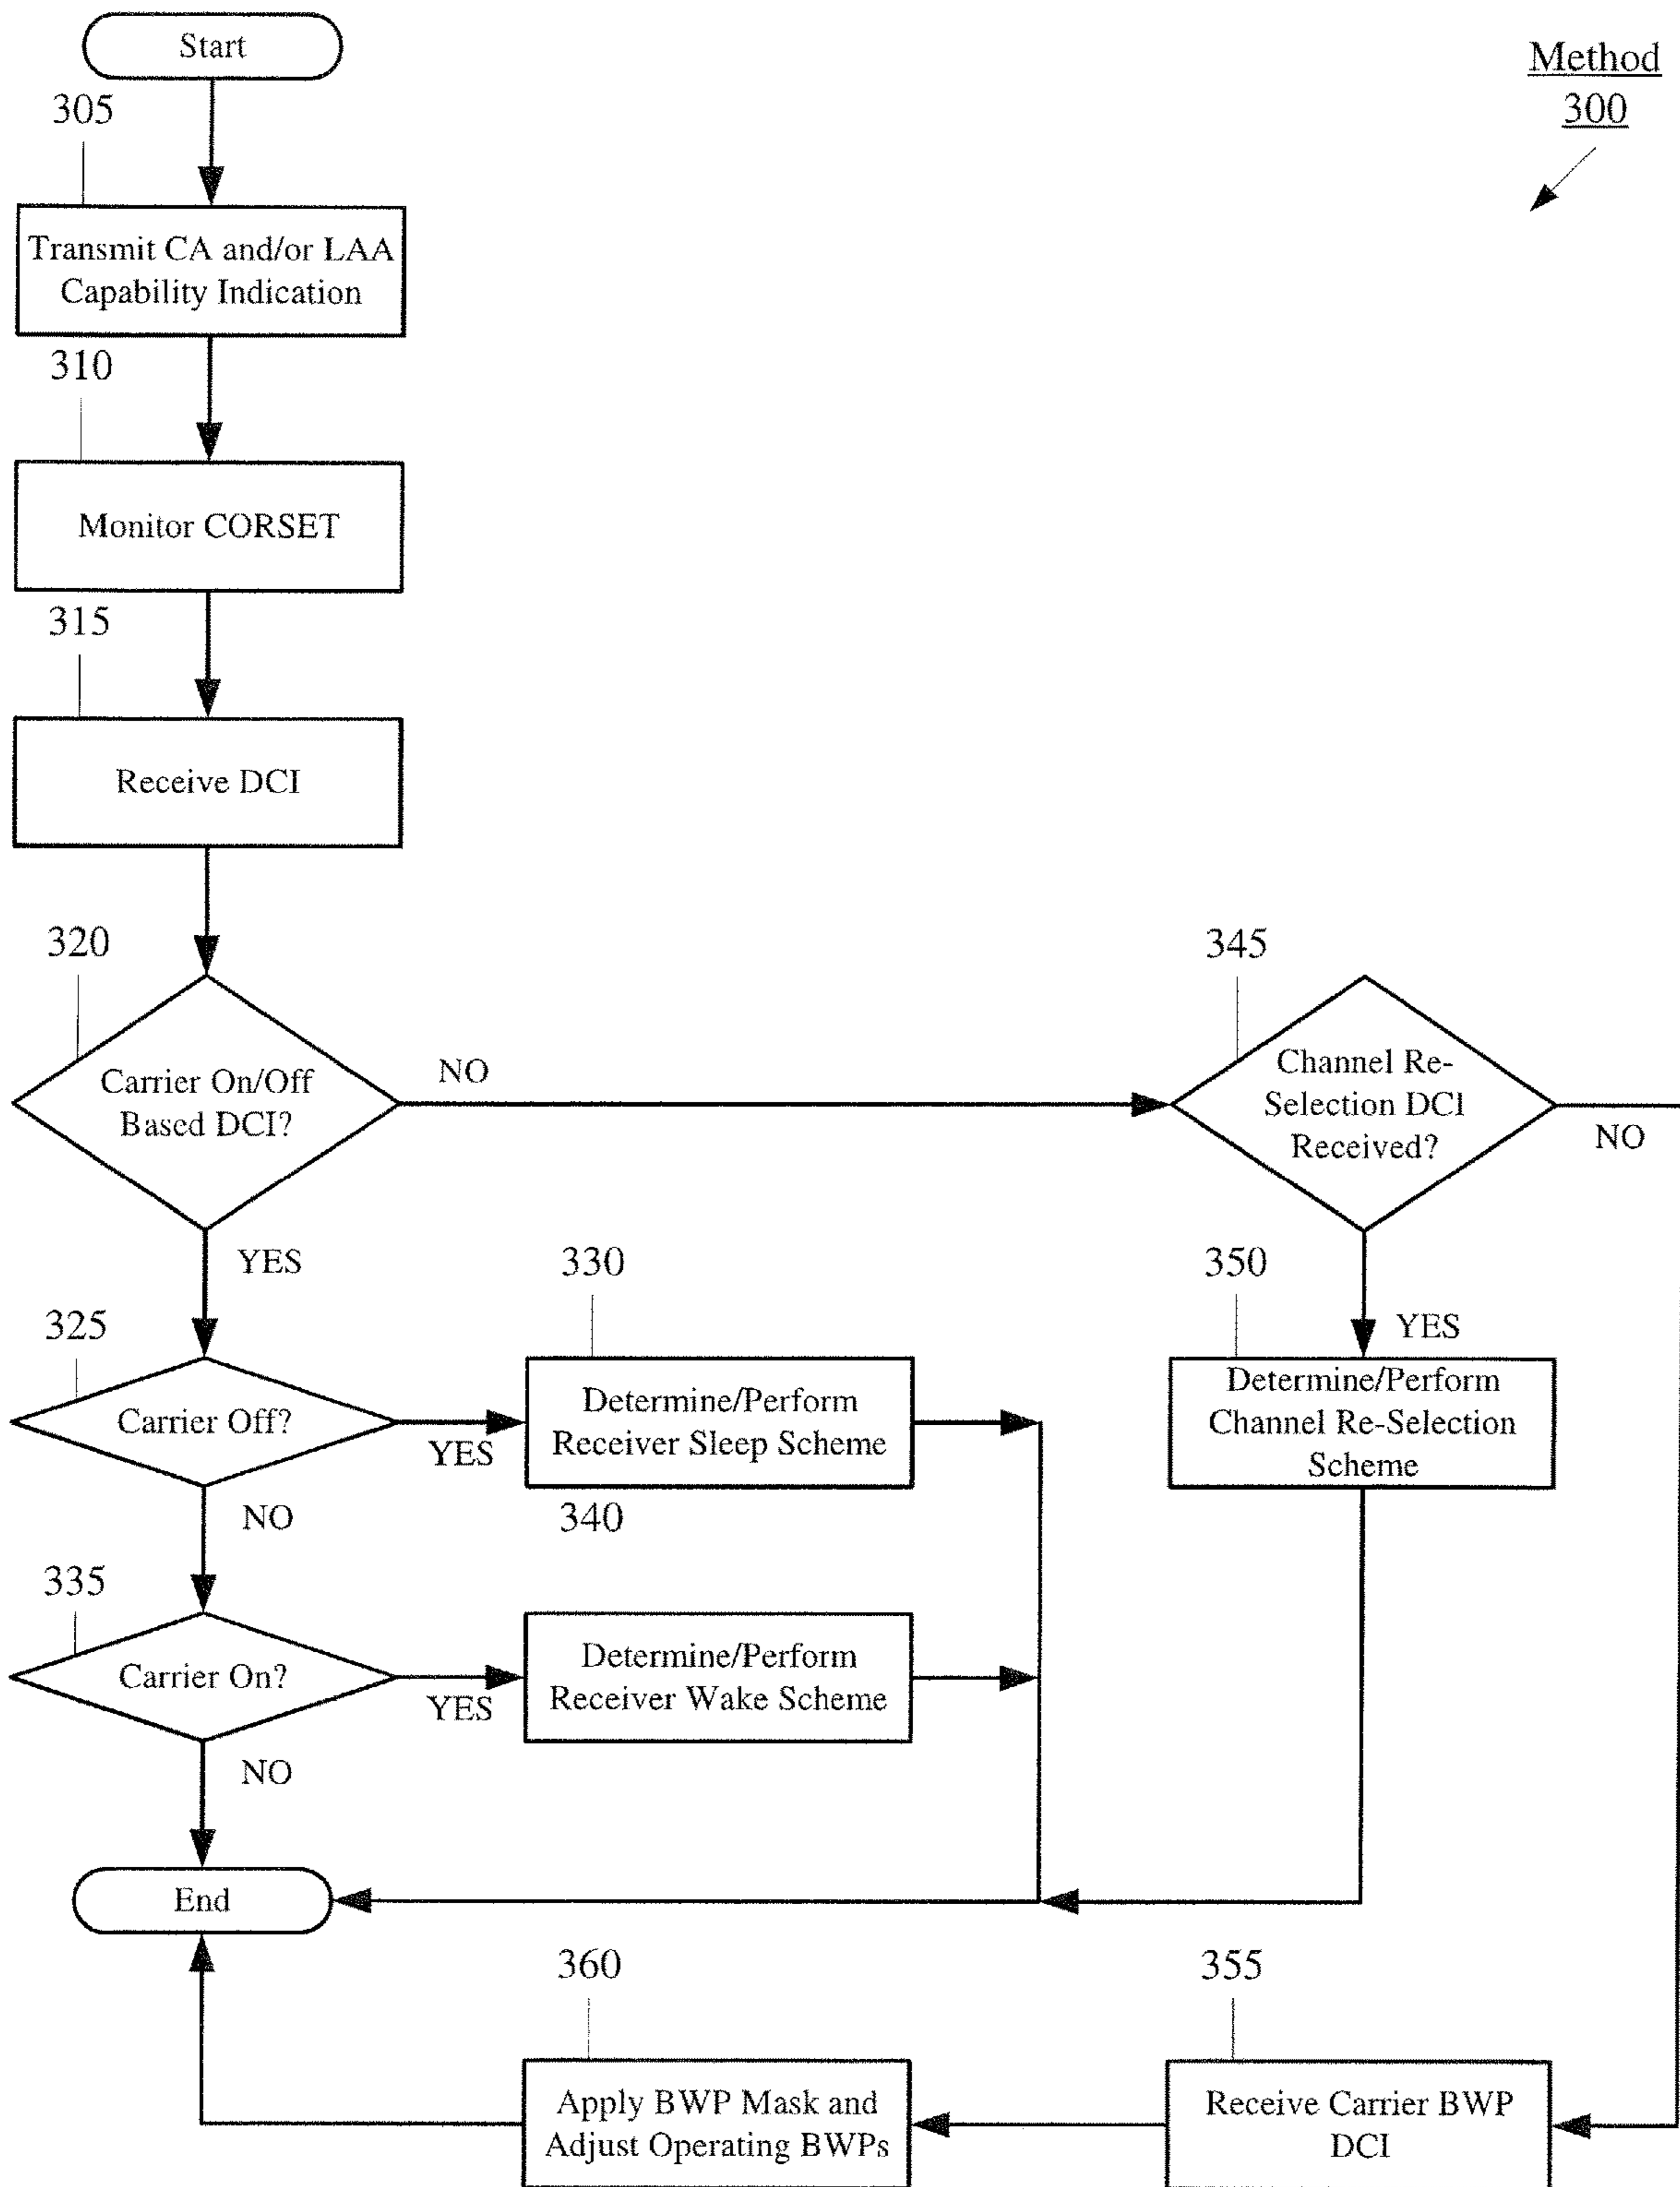 Start
Method
300
305
Transmit CA and/or LAA
Capability Indication
310
Monitor CORSET
315
Receive DCI
320
Carrier On/Off
Based DCI?
NO
345
Channel Re-
Selection DCI
Received?
NO
YES
325
Carrier Off?
YES
330
Determine/Perform
Receiver Sleep Scheme
350
YES
Determine/Perform
Channel Re-Selection
Scheme
NO
340
335
Carrier On?
YES
Determine/Perform
Receiver Wake Scheme
NO
End
360
Apply BWP Mask and
Adjust Operating BWPs
355
Receive Carrier BWP
DCI